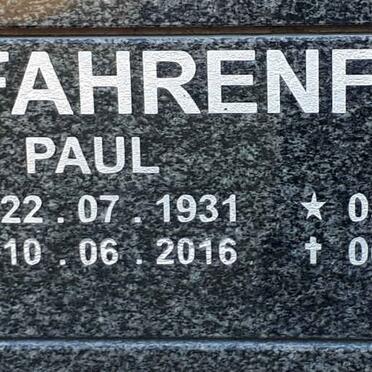 FAHRENF
PAUL
22 . 07 . 1931 ★ 0
10 . 06 . 2016 ✝ 0